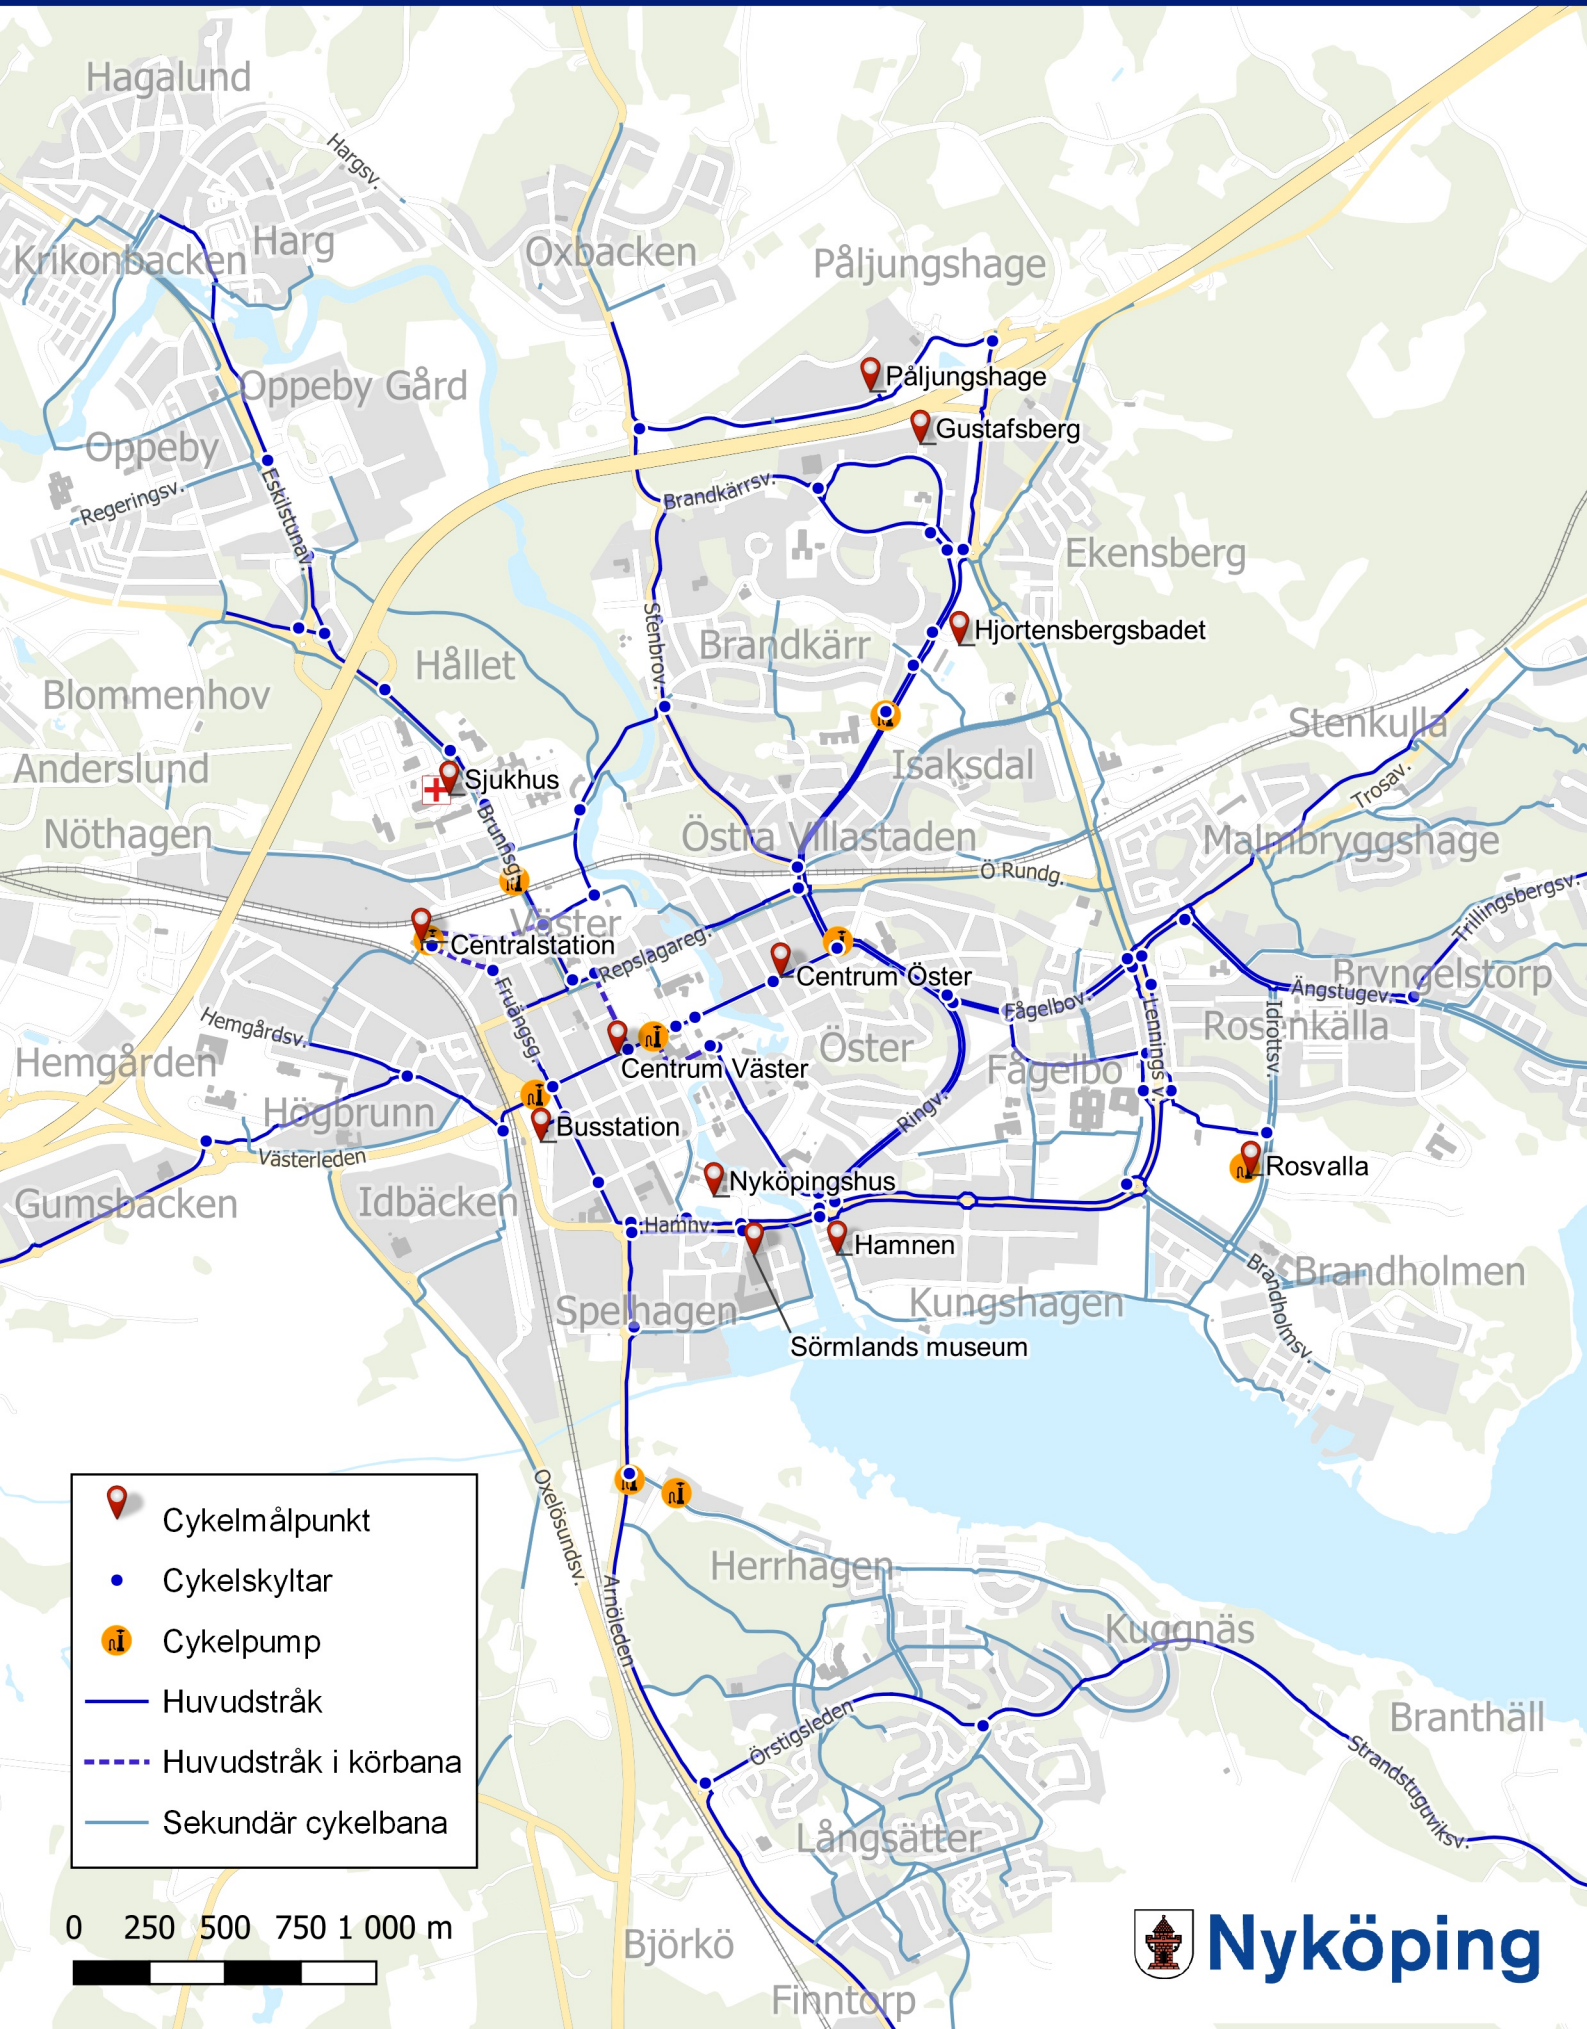 Hagalund
Hargsv.
Harg
Krikonbacken
Oxbacken
Påljungshage
Påljungshage
Oppeby Gård
Gustafsberg
Oppeby
Regeringsv.
Eskilstunav.
Brandkärrsv.
Ekensberg
Stenbrov.
Hjortensbergsbadet
Brandkärr
Hållet
Blommenhov
Stenkulla
Anderslund
Sjukhus
Isaksdal
Trosav.
Nöthagen
Brunnsg.
Östra Villastaden
Malmbryggshage
Ö Rundg.
Trillingsbergsv.
Väster
Centralstation
Repslagareg.
Centrum Öster
Bryngelstorp
Ängstugev.
Fruängsg.
Fågelbov.
Lennings v.
Idrottsv.
Rosenkälla
Hemgårdsv.
Hemgården
Öster
Centrum Väster
Fågelbo
Högbrunn
Ringv.
Busstation
Västerleden
Rosvalla
Nyköpingshus
Gumsbacken
Idbäcken
Hamnv.
Hamnen
Brandholmen
Brandholmsv.
Spelhagen
Kungshagen
Sörmlands museum
Oxelösundsv.
Arnöleden
Herrhagen
Kuggnäs
Branthäll
Örstigsleden
Strandstuguviksv.
Långsätter
Björkö
Finntorp
Cykelmålpunkt
Cykelskyltar
Cykelpump
Huvudstråk
Huvudstråk i körbana
Sekundär cykelbana
0 250 500 750 1 000 m
Nyköping